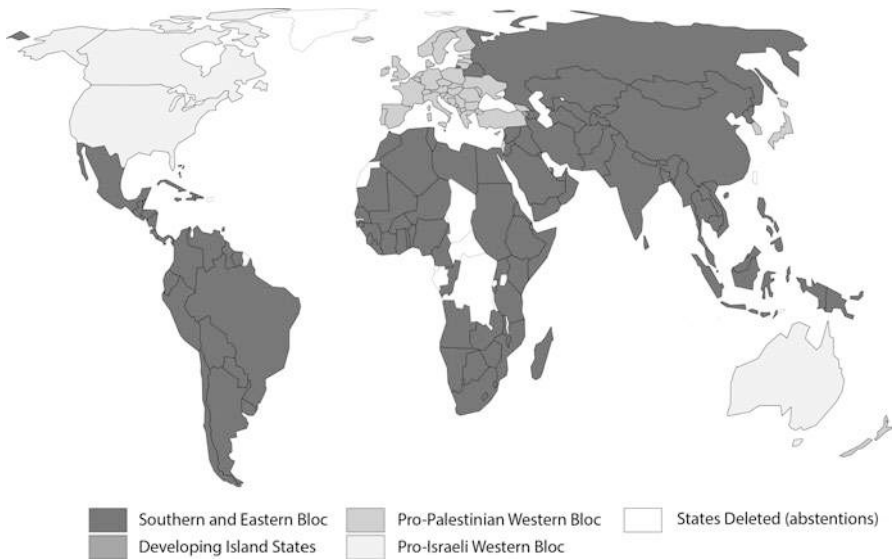 Southern and Eastern Bloc
Developing Island States
Pro-Palestinian Western Bloc
Pro-Israeli Western Bloc
States Deleted (abstentions)